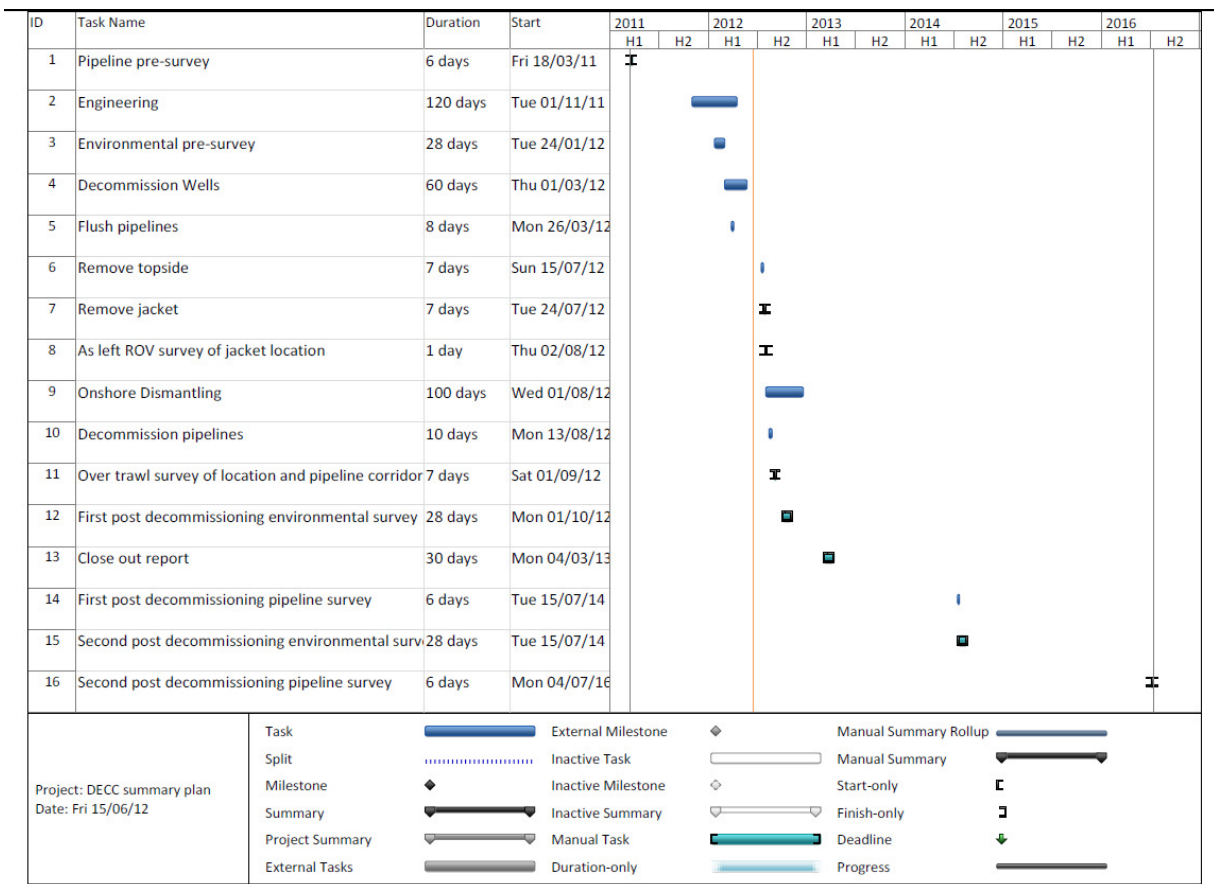 ID Task Name Duration Start 2011 2012 2013 2014 2015 2016
H1 H2 H1 H2 H1 H2 H1 H2 H1 H2 H1 H2
1 Pipeline pre-survey 6 days Fri 18/03/11
2 Engineering 120 days Tue 01/11/11
3 Environmental pre-survey 28 days Tue 24/01/12
4 Decommission Wells 60 days Thu 01/03/12
5 Flush pipelines 8 days Mon 26/03/12
6 Remove topside 7 days Sun 15/07/12
7 Remove jacket 7 days Tue 24/07/12
8 As left ROV survey of jacket location 1 day Thu 02/08/12
9 Onshore Dismantling 100 days Wed 01/08/12
10 Decommission pipelines 10 days Mon 13/08/12
11 Over trawl survey of location and pipeline corridor 7 days Sat 01/09/12
12 First post decommissioning environmental survey 28 days Mon 01/10/12
13 Close out report 30 days Mon 04/03/13
14 First post decommissioning pipeline survey 6 days Tue 15/07/14
15 Second post decommissioning environmental surv 28 days Tue 15/07/14
16 Second post decommissioning pipeline survey 6 days Mon 04/07/16
Project: DECC summary plan
Date: Fri 15/06/12
Task External Milestone Manual Summary Rollup
Split Inactive Task Manual Summary
Milestone Inactive Milestone Start-only
Summary Inactive Summary Finish-only
Project Summary Manual Task Deadline
External Tasks Duration-only Progress